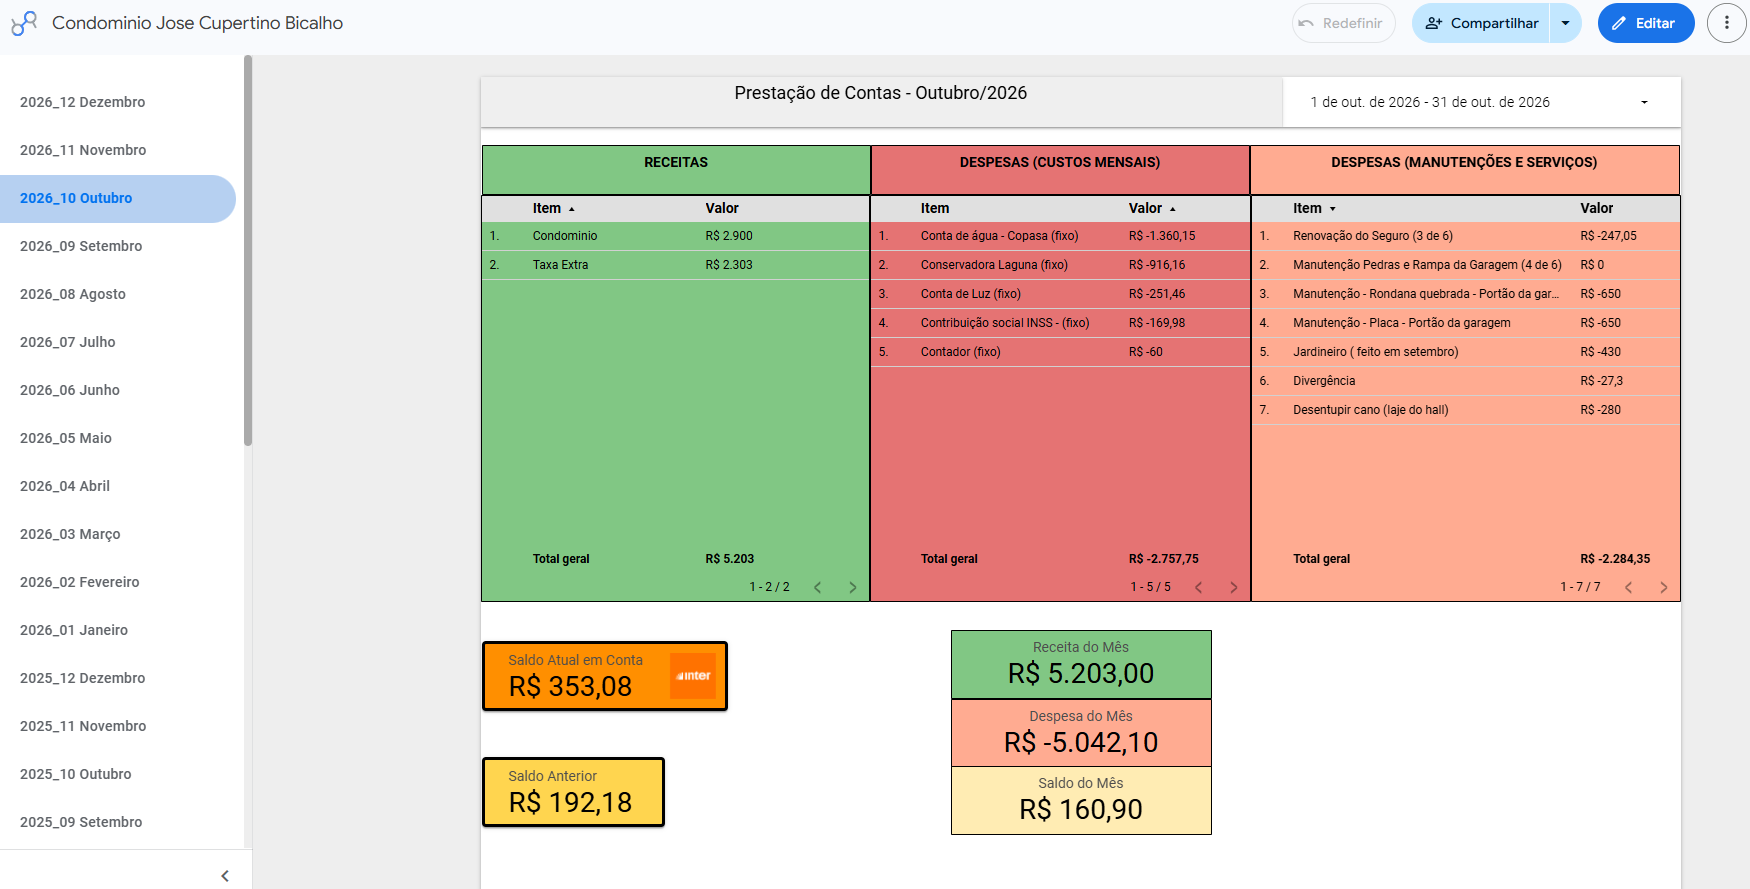 Condominio Jose Cupertino Bicalho
Redefinir
Compartilhar
Editar
2026_12 Dezembro
2026_11 Novembro
2026_10 Outubro
2026_09 Setembro
2026_08 Agosto
2026_07 Julho
2026_06 Junho
2026_05 Maio
2026_04 Abril
2026_03 Março
2026_02 Fevereiro
2026_01 Janeiro
2025_12 Dezembro
2025_11 Novembro
2025_10 Outubro
2025_09 Setembro
Prestação de Contas - Outubro/2026
1 de out. de 2026 - 31 de out. de 2026
RECEITAS
Item Valor
1. Condominio R$ 2.900
2. Taxa Extra R$ 2.303
Total geral R$ 5.203
1 - 2 / 2
DESPESAS (CUSTOS MENSAIS)
Item Valor
1. Conta de água - Copasa (fixo) R$ -1.360,15
2. Conservadora Laguna (fixo) R$ -916,16
3. Conta de Luz (fixo) R$ -251,46
4. Contribuição social INSS - (fixo) R$ -169,98
5. Contador (fixo) R$ -60
Total geral R$ -2.757,75
1 - 5 / 5
DESPESAS (MANUTENÇÕES E SERVIÇOS)
Item Valor
1. Renovação do Seguro (3 de 6) R$ -247,05
2. Manutenção Pedras e Rampa da Garagem (4 de 6) R$ 0
3. Manutenção - Rondana quebrada - Portão da gar... R$ -650
4. Manutenção - Placa - Portão da garagem R$ -650
5. Jardineiro ( feito em setembro) R$ -430
6. Divergência R$ -27,3
7. Desentupir cano (laje do hall) R$ -280
Total geral R$ -2.284,35
1 - 7 / 7
Saldo Atual em Conta
R$ 353,08
inter
Saldo Anterior
R$ 192,18
Receita do Mês
R$ 5.203,00
Despesa do Mês
R$ -5.042,10
Saldo do Mês
R$ 160,90